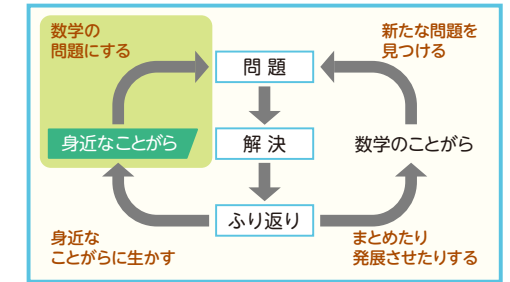 数学の
問題にする
新たな問題を
見つける
問題
身近なことがら
解決
数学のことがら
ふり返り
身近な
ことがらに生かす
まとめたり
発展させたりする